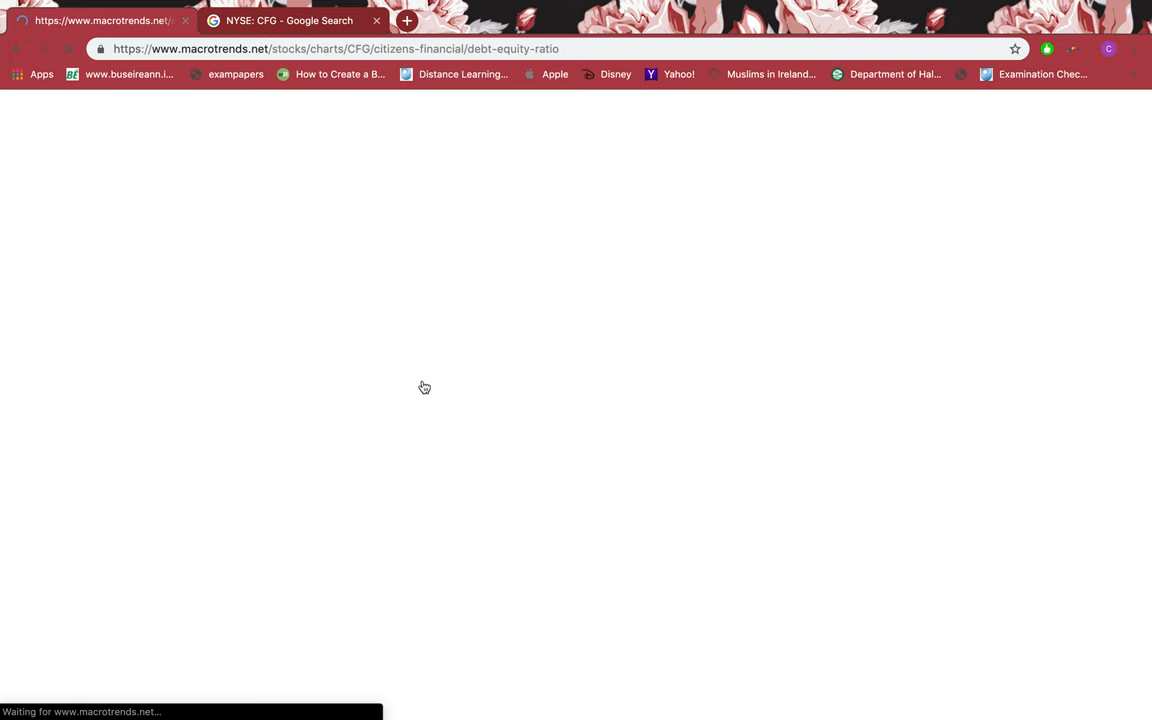 https://www.macrotrends.net/s
NYSE: CFG - Google Search
https://www.macrotrends.net/stocks/charts/CFG/citizens-financial/debt-equity-ratio
C
Apps
BE www.buseireann.i...
exampapers
How to Create a B...
Distance Learning...
Apple
Disney
Yahoo!
Muslims in Ireland...
Department of Hal...
Examination Chec...
Waiting for www.macrotrends.net...